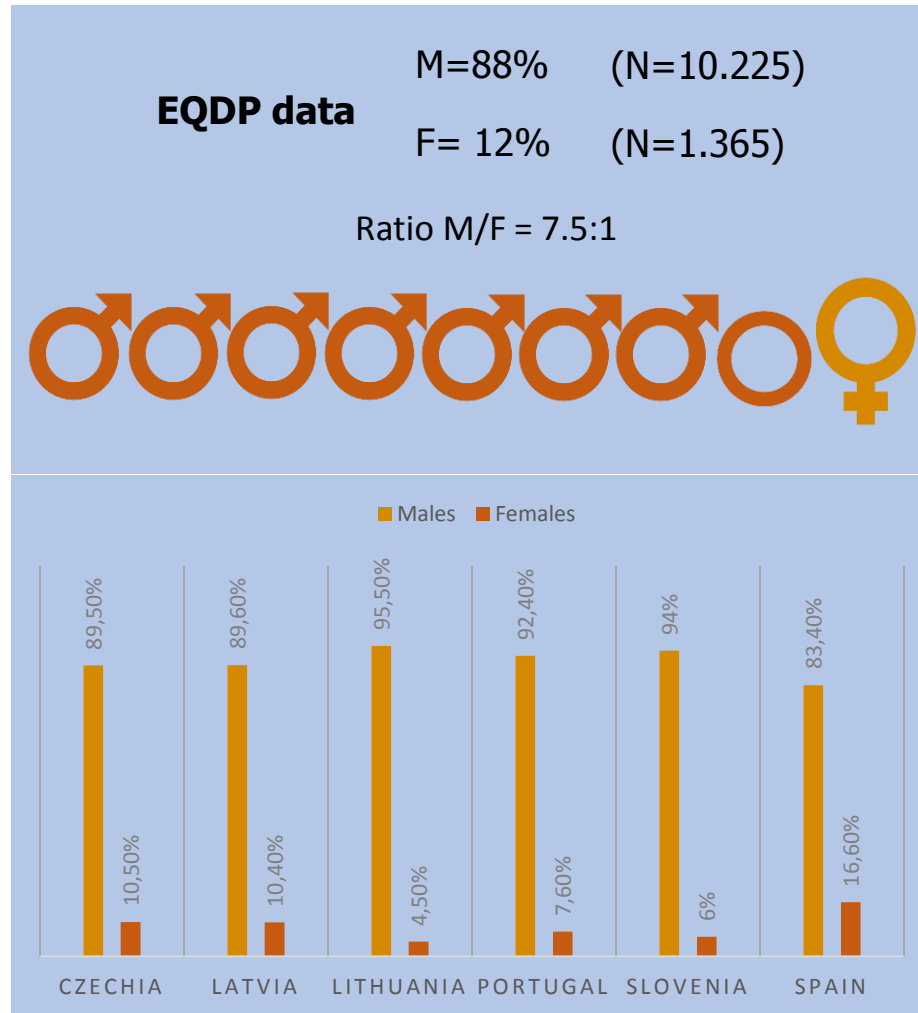 M=88% (N=10.225)
EQDP data
F= 12% (N=1.365)
Ratio M/F = 7.5:1
Males Females
89,50% 10,50% 89,60% 10,40% 95,50% 4,50% 92,40% 7,60% 94% 6% 83,40% 16,60%
CZECHIA LATVIA LITHUANIA PORTUGAL SLOVENIA SPAIN